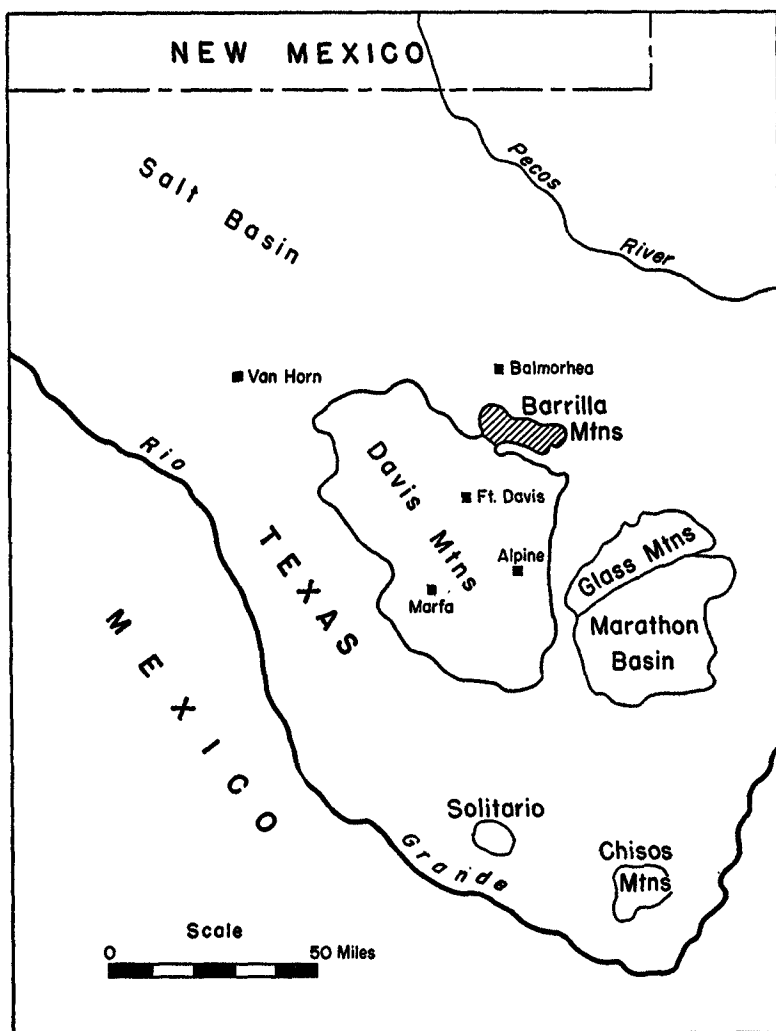 NEW MEXICO
Pecos
River
Salt Basin
Van Horn
Balmorhea
Barrilla
Mtns
Rio
Davis Mtns
Ft. Davis
TEXAS
Alpine
Glass Mtns
Marfa
Marathon
Basin
MEXICO
Solitario
Grande
Chisos
Mtns
Scale
0 50 Miles